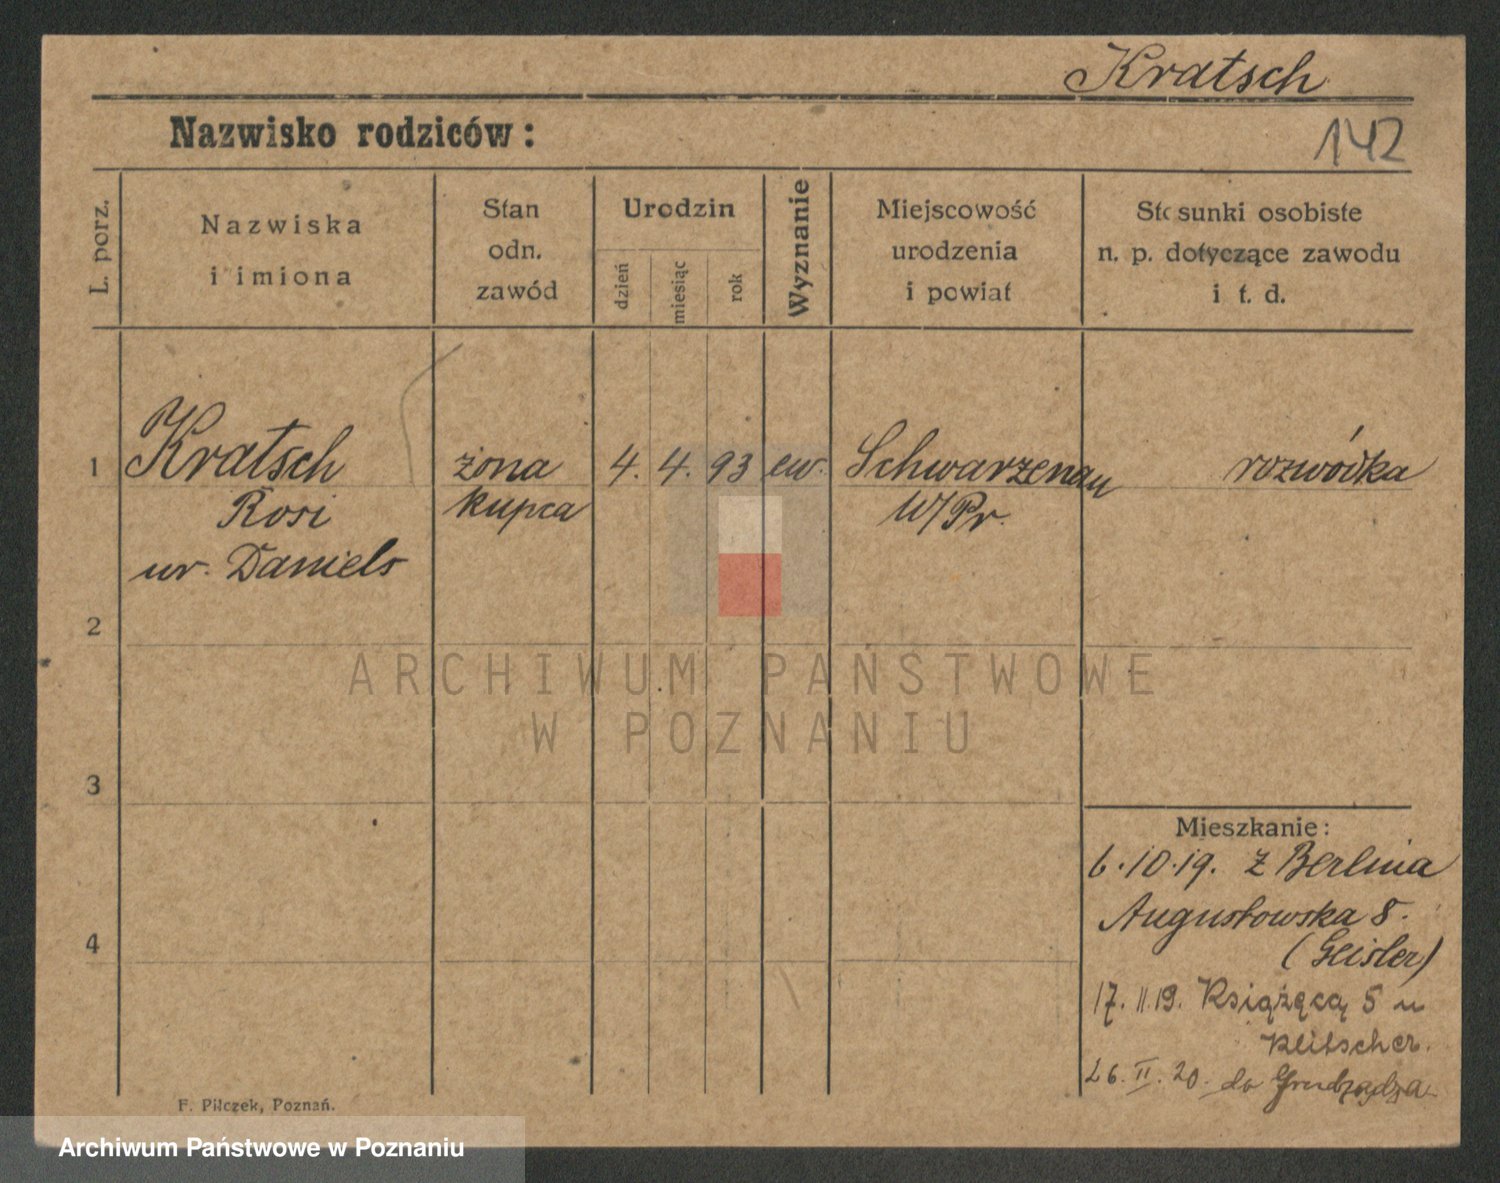 Kratsch
Nazwisko rodziców:
142
L. porz.
Nazwiska
i imiona
Stan
odn.
zawód
Urodzin
dzień
miesiąc
rok
Wyznanie
Miejscowość
urodzenia
i powiat
Stosunki osobiste
n. p. dotyczące zawodu
i t. d.
1
Kratsch
Rosi
ur. Daniels
żona
kupca
4. 4. 93
ew.
Schwarzenau
W/Pr.
rozwódka
2
3
4
ARCHIWUM PAŃSTWOWE
W POZNANIU
Mieszkanie:
6.10.19. z Berlina
Augustowska 8.
(Geisler)
17.11.19. Książęcą 5 u
Klitscher.
26.II.20. do Grudządza
F. Pilczek, Poznań.
Archiwum Państwowe w Poznaniu